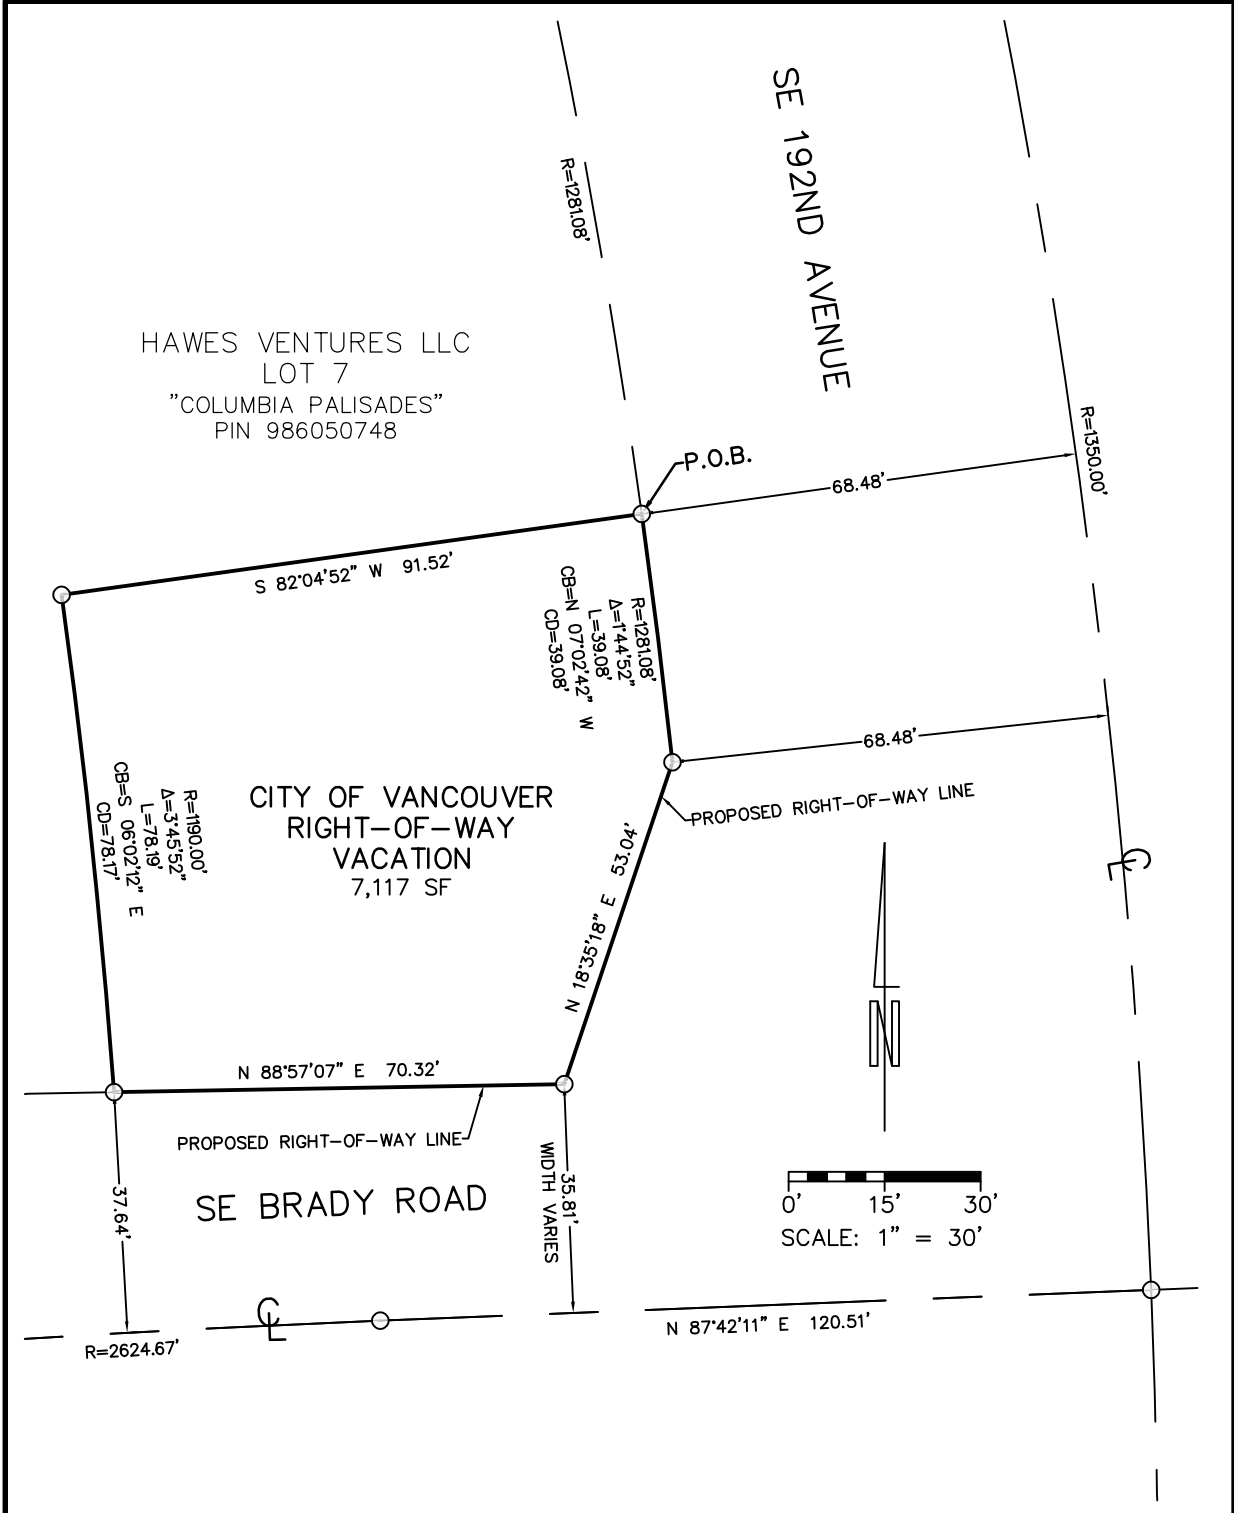 SE 192ND AVENUE
R=1281.08'
HAWES VENTURES LLC
LOT 7
"COLUMBIA PALISADES"
PIN 986050748
R=1350.00'
P.O.B.
68.48'
S 82°04'52" W 91.52'
R=1281.08'
Δ=1°44'52"
L=39.08'
CB=N 07°02'42" W
CD=39.08'
68.48'
PROPOSED RIGHT-OF-WAY LINE
R=1190.00'
Δ=3°45'52"
L=78.19'
CB=S 06°02'12" E
CD=78.17'
CITY OF VANCOUVER
RIGHT-OF-WAY
VACATION
7,117 SF
N 18°35'18" E 53.04'
CL
N
N 88°57'07" E 70.32'
PROPOSED RIGHT-OF-WAY LINE
37.64'
SE BRADY ROAD
35.81'
WIDTH VARIES
0' 15' 30'
SCALE: 1" = 30'
CL
N 87°42'11" E 120.51'
R=2624.67'